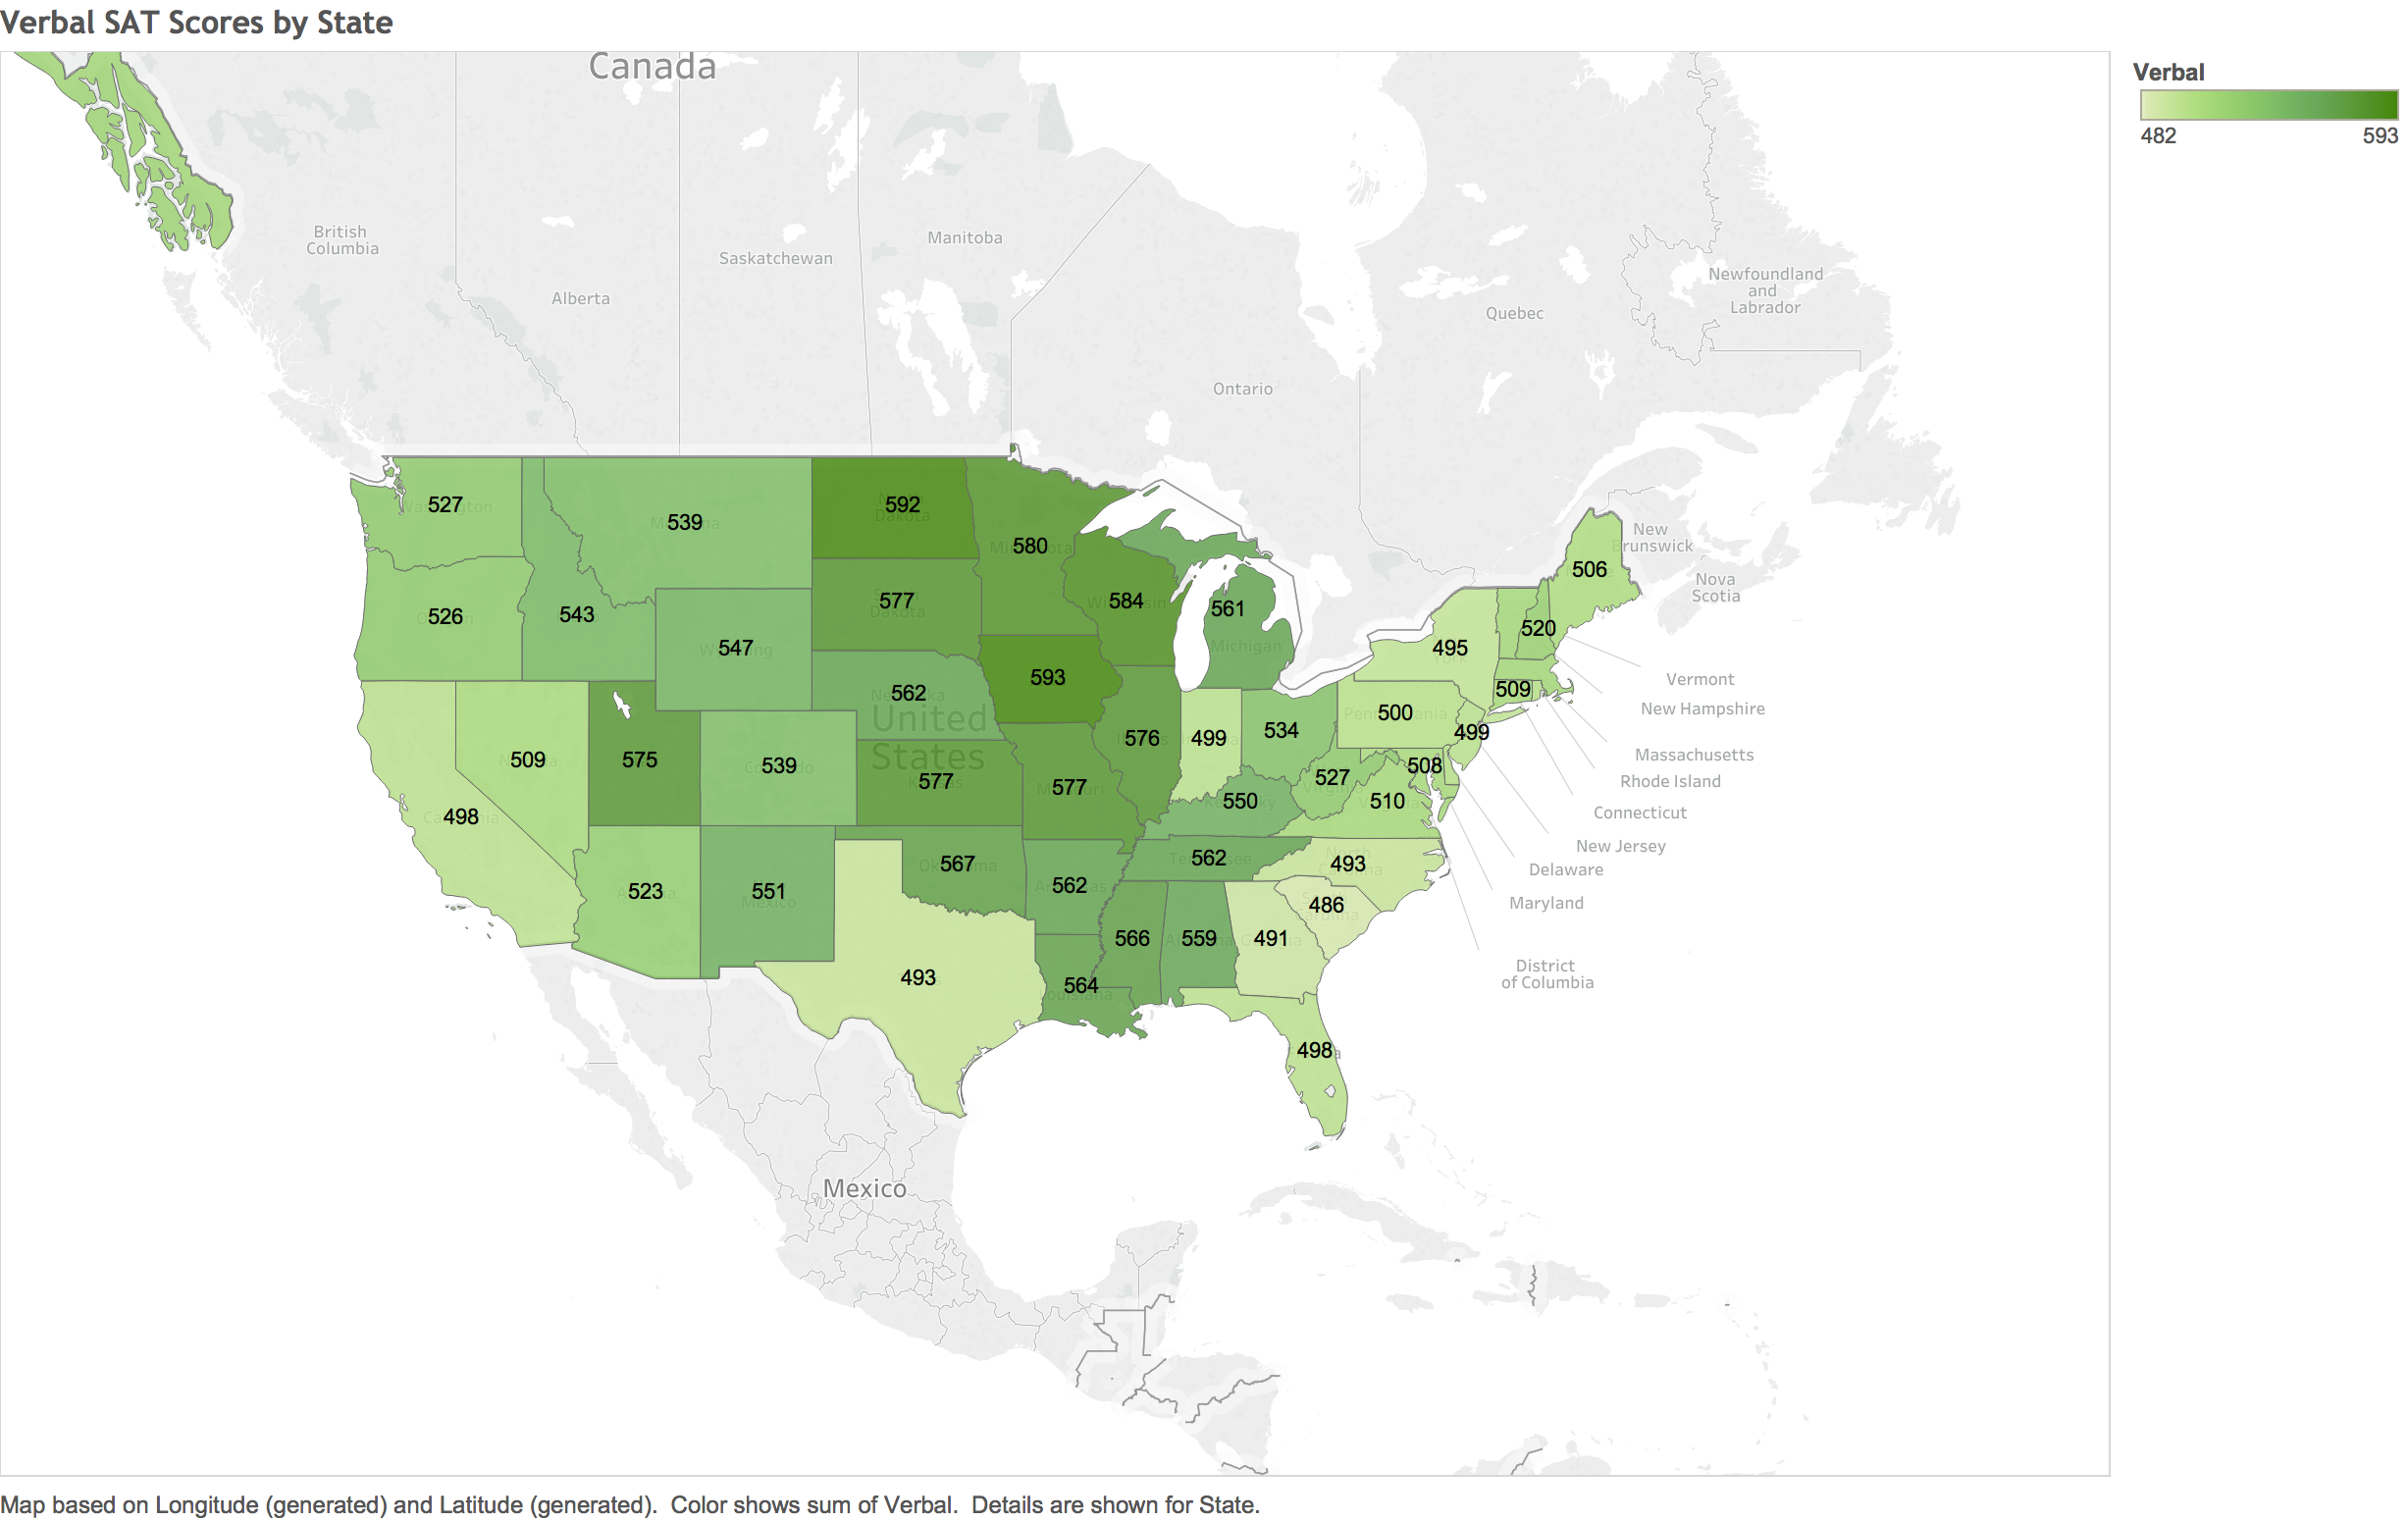 Verbal SAT Scores by State
Canada
Verbal
482 593
British
Columbia
Alberta
Saskatchewan
Manitoba
Ontario
Quebec
Newfoundland
and
Labrador
New
Brunswick
Nova
Scotia
527
539
592
580
506
526
543
577
584
561
Michigan
520
547
495
593
562
509
Vermont
New Hampshire
United
States
500
499
509
575
539
577
577
576
499
534
527
508
Massachusetts
Rhode Island
Connecticut
498
550
510
New Jersey
Delaware
Maryland
523
551
567
562
562
493
486
493
564
566
559
491
District
of Columbia
498
Mexico
Map based on Longitude (generated) and Latitude (generated).  Color shows sum of Verbal.  Details are shown for State.